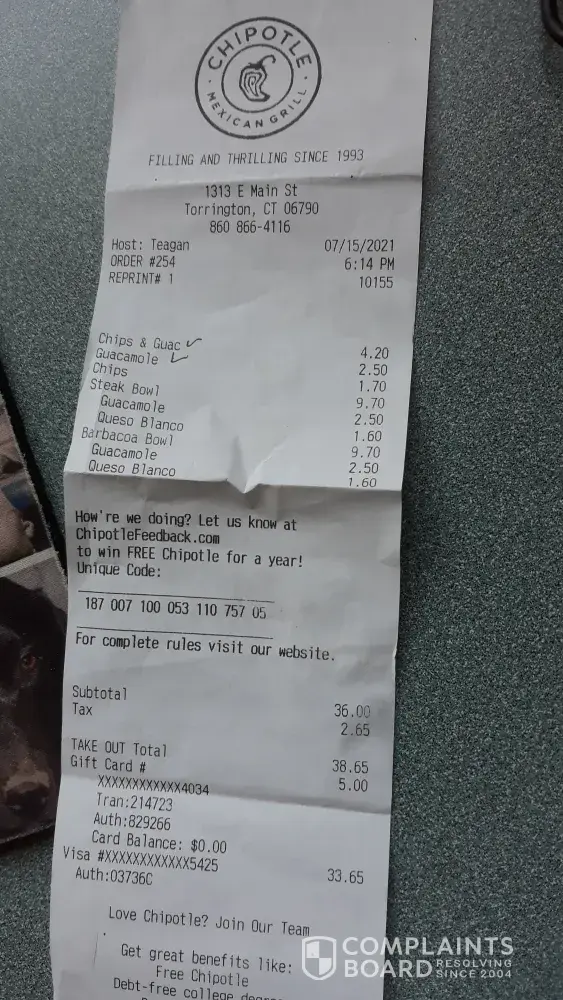 CHIPOTLE
MEXICAN GRILL
FILLING AND THRILLING SINCE 1993
1313 E Main St
Torrington, CT 06790
860 866-4116
Host: Teagan 07/15/2021
ORDER #254 6:14 PM
REPRINT# 1 10155
Chips & Guac 4.20
Guacamole 2.50
Chips 1.70
Steak Bowl 9.70
Guacamole 2.50
Queso Blanco 1.60
Barbacoa Bowl 9.70
Guacamole 2.50
Queso Blanco 1.60
How're we doing? Let us know at
ChipotleFeedback.com
to win FREE Chipotle for a year!
Unique Code:
187 007 100 053 110 757 05
For complete rules visit our website.
Subtotal 36.00
Tax 2.65
TAKE OUT Total 38.65
Gift Card # 5.00
XXXXXXXXXXXX4034
Tran:214723
Auth:829266
Card Balance: $0.00
Visa #XXXXXXXXXXXX5425 33.65
Auth:03736C
Love Chipotle? Join Our Team
Get great benefits like:
Free Chipotle
Debt-free college
COMPLAINTS
BOARD RESOLVING
SINCE 2004